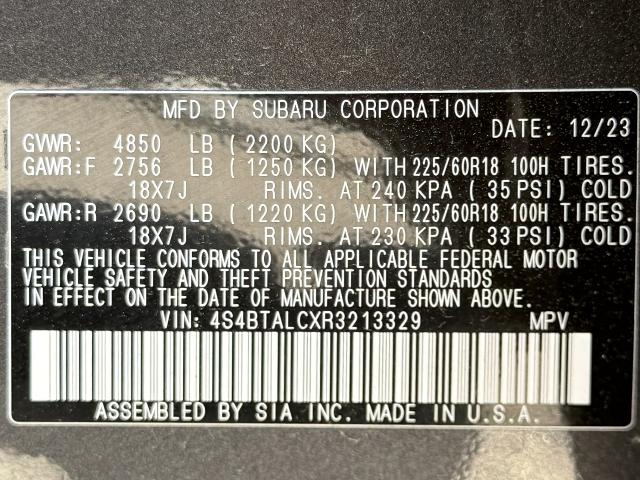 MFD BY SUBARU CORPORATION
DATE: 12/23
GVWR: 4850 LB (2200 KG)
GAWR:F 2756 LB (1250 KG) WITH 225/60R18 100H TIRES.
18X7J RIMS. AT 240 KPA (35 PSI) COLD
GAWR:R 2690 LB (1220 KG) WITH 225/60R18 100H TIRES.
18X7J RIMS. AT 230 KPA (33 PSI) COLD
THIS VEHICLE CONFORMS TO ALL APPLICABLE FEDERAL MOTOR
VEHICLE SAFETY AND THEFT PREVENTION STANDARDS
IN EFFECT ON THE DATE OF MANUFACTURE SHOWN ABOVE.
VIN: 4S4BTALCXR3213329 MPV
ASSEMBLED BY SIA INC. MADE IN U.S.A.